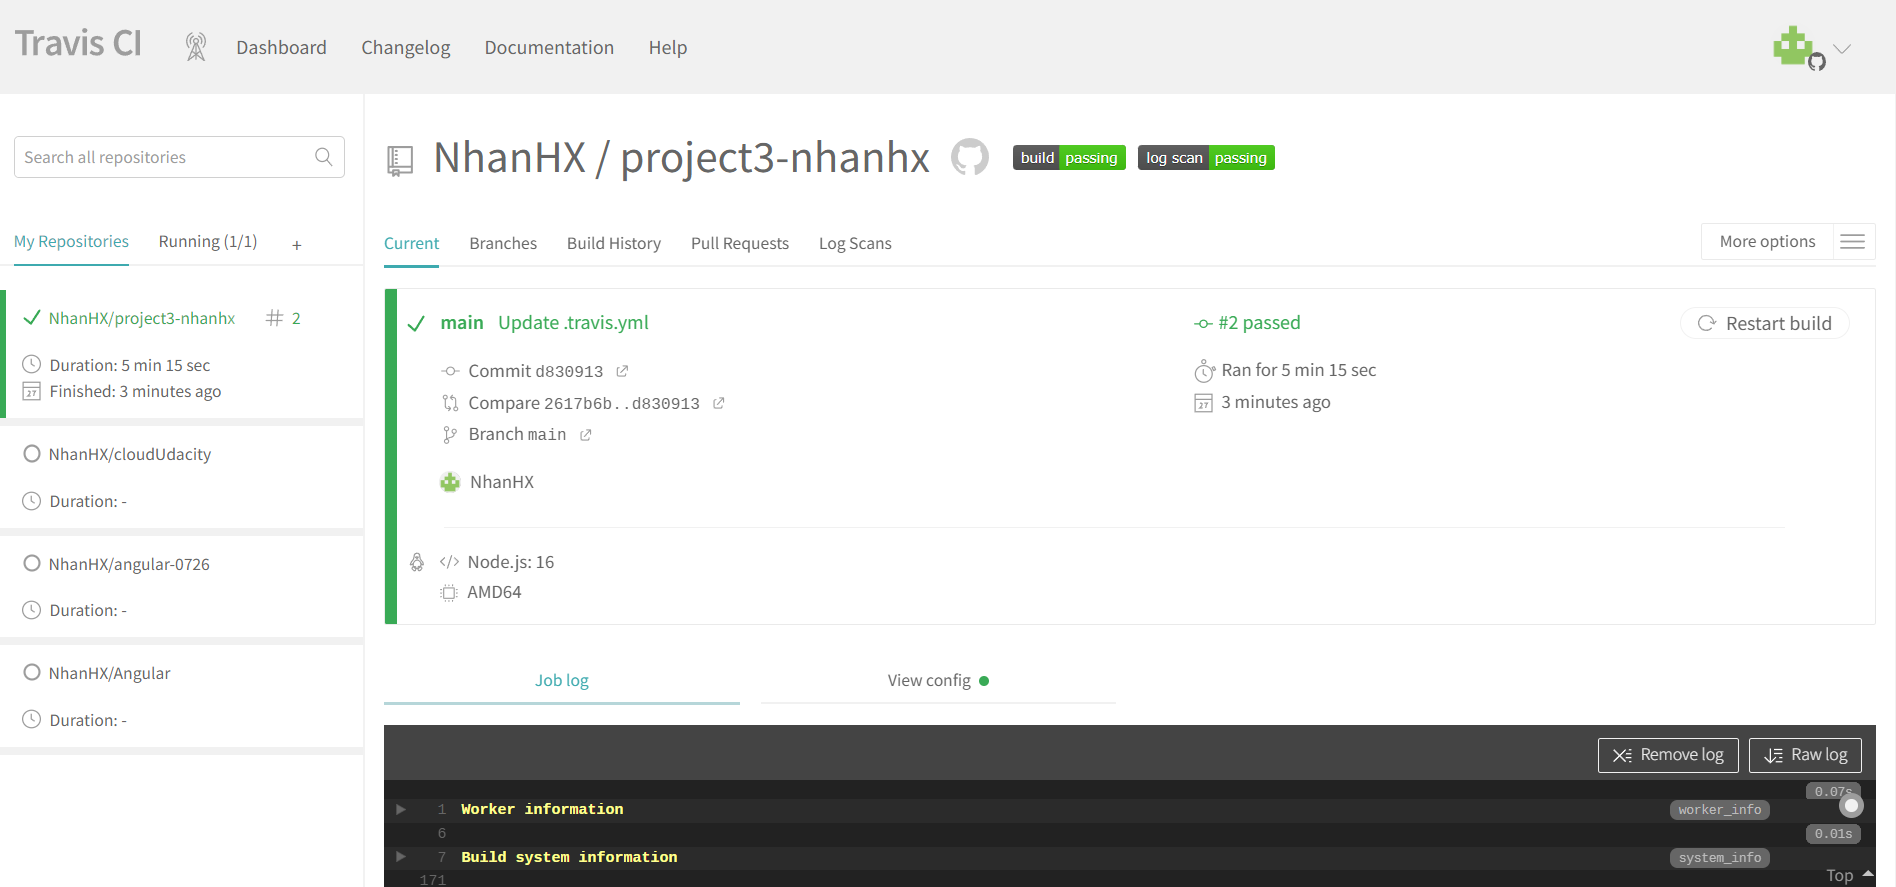 Travis CI
Dashboard
Changelog
Documentation
Help
Search all repositories
My Repositories
Running (1/1)
+
NhanHX/project3-nhanhx
# 2
Duration: 5 min 15 sec
27
Finished: 3 minutes ago
NhanHX/cloudUdacity
Duration: -
NhanHX/angular-0726
Duration: -
NhanHX/Angular
Duration: -
NhanHX / project3-nhanhx
build passing
log scan passing
Current
Branches
Build History
Pull Requests
Log Scans
More options
main Update .travis.yml
Commit d830913
Compare 2617b6b..d830913
Branch main
NhanHX
#2 passed
Ran for 5 min 15 sec
27
3 minutes ago
Restart build
</> Node.js: 16
AMD64
Job log
View config
Remove log
Raw log
0.07s
1 Worker information
worker_info
6
0.01s
7 Build system information
system_info
171
Top